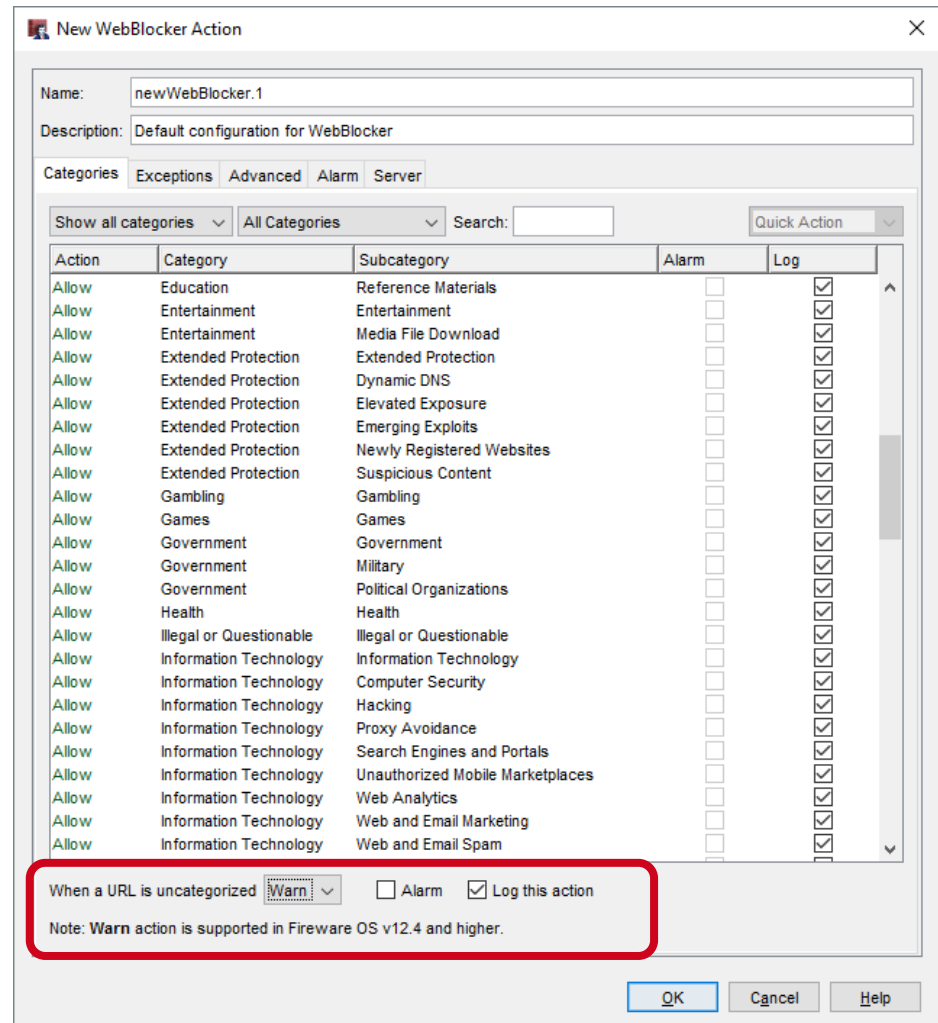 New WebBlocker Action
Name: newWebBlocker.1
Description: Default configuration for WebBlocker
Categories Exceptions Advanced Alarm Server
Show all categories All Categories Search: Quick Action
Action Category Subcategory Alarm Log
Allow Education Reference Materials
Allow Entertainment Entertainment
Allow Entertainment Media File Download
Allow Extended Protection Extended Protection
Allow Extended Protection Dynamic DNS
Allow Extended Protection Elevated Exposure
Allow Extended Protection Emerging Exploits
Allow Extended Protection Newly Registered Websites
Allow Extended Protection Suspicious Content
Allow Gambling Gambling
Allow Games Games
Allow Government Government
Allow Government Military
Allow Government Political Organizations
Allow Health Health
Allow Illegal or Questionable Illegal or Questionable
Allow Information Technology Information Technology
Allow Information Technology Computer Security
Allow Information Technology Hacking
Allow Information Technology Proxy Avoidance
Allow Information Technology Search Engines and Portals
Allow Information Technology Unauthorized Mobile Marketplaces
Allow Information Technology Web Analytics
Allow Information Technology Web and Email Marketing
Allow Information Technology Web and Email Spam
When a URL is uncategorized Warn Alarm Log this action
Note: Warn action is supported in Fireware OS v12.4 and higher.
OK Cancel Help